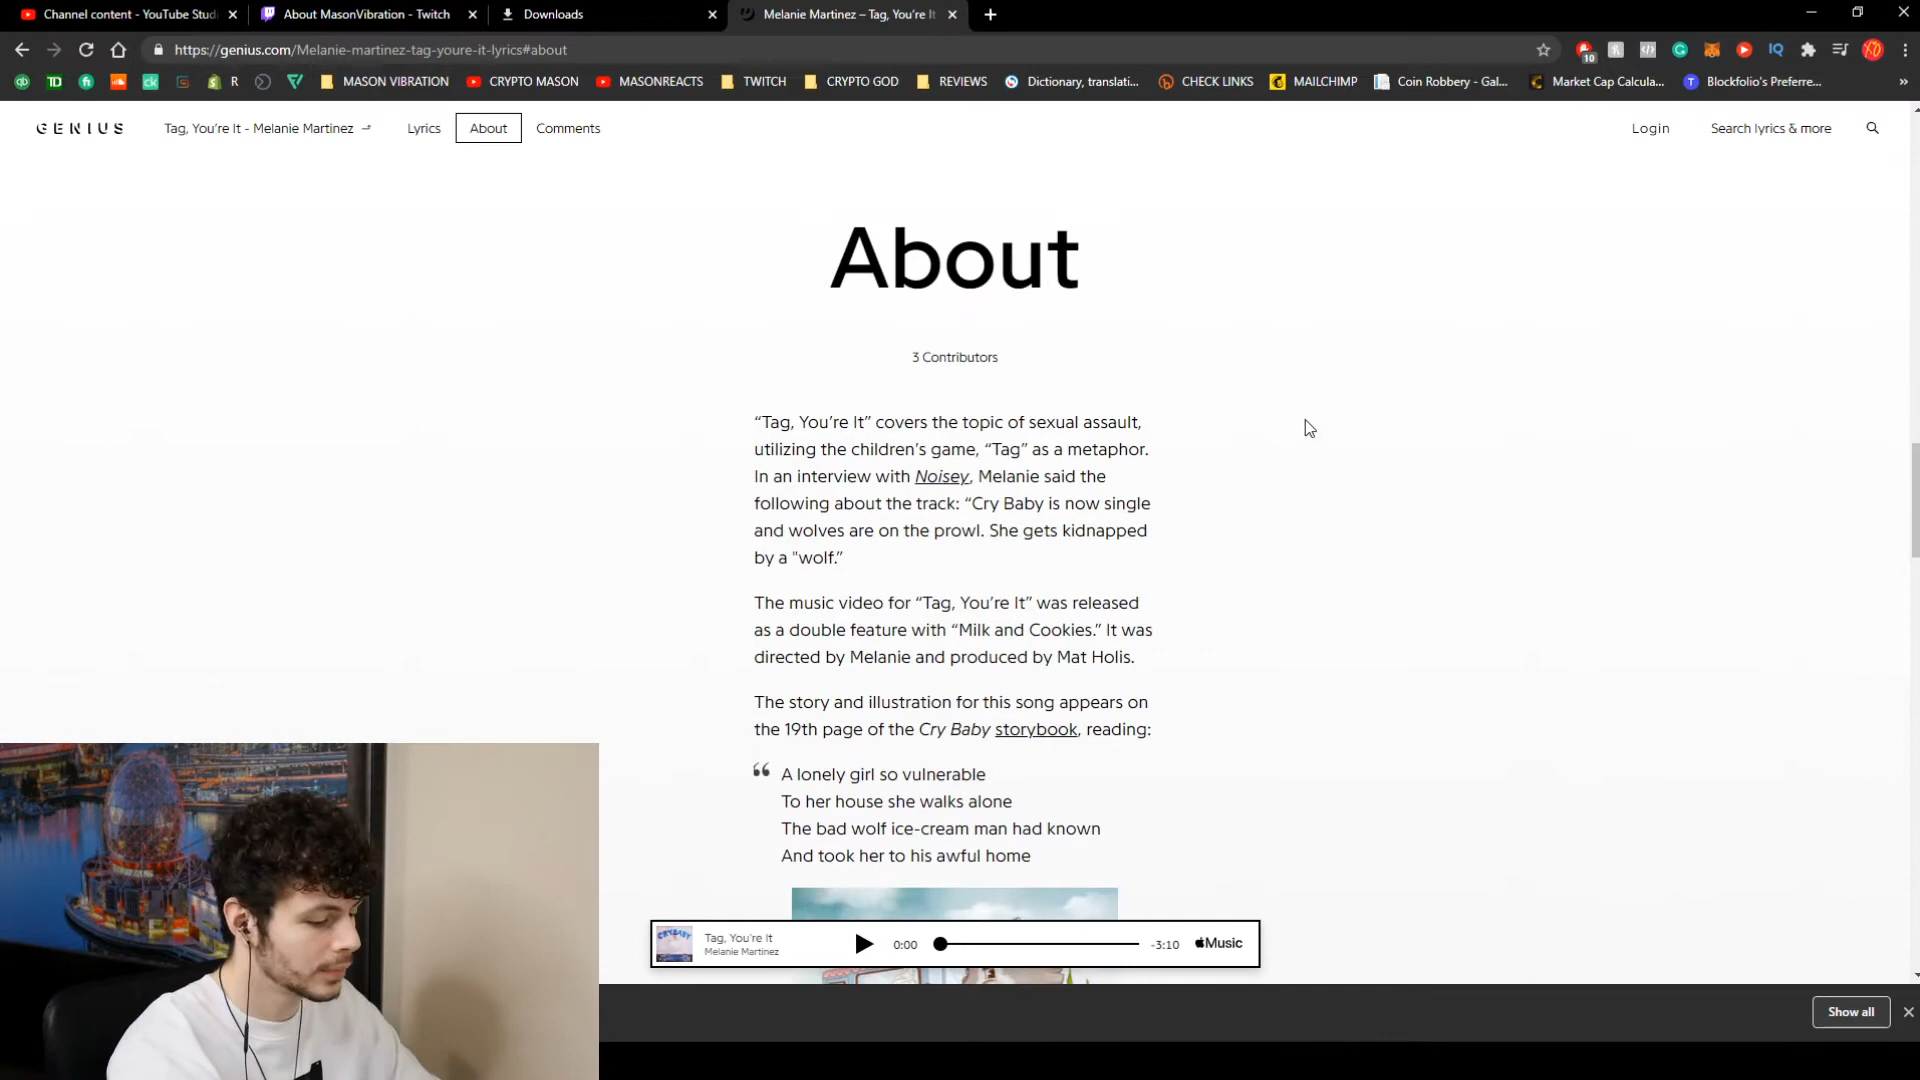 Channel content - YouTube Studi
About MasonVibration - Twitch
Downloads
Melanie Martinez – Tag, You're It
https://genius.com/Melanie-martinez-tag-youre-it-lyrics#about
10
R
MASON VIBRATION
CRYPTO MASON
MASONREACTS
TWITCH
CRYPTO GOD
REVIEWS
Dictionary, translati...
CHECK LINKS
MAILCHIMP
Coin Robbery - Gal...
Market Cap Calcula...
Blockfolio's Preferre...
GENIUS
Tag, You're It - Melanie Martinez
Lyrics
About
Comments
Login
Search lyrics & more
About
3 Contributors
“Tag, You’re It” covers the topic of sexual assault,
utilizing the children’s game, “Tag” as a metaphor.
In an interview with Noisey, Melanie said the
following about the track: “Cry Baby is now single
and wolves are on the prowl. She gets kidnapped
by a "wolf.”
The music video for “Tag, You’re It” was released
as a double feature with “Milk and Cookies.” It was
directed by Melanie and produced by Mat Holis.
The story and illustration for this song appears on
the 19th page of the Cry Baby storybook, reading:
“ A lonely girl so vulnerable
To her house she walks alone
The bad wolf ice-cream man had known
And took her to his awful home
CRY BABY
Tag, You're It
Melanie Martinez
0:00
-3:10
Music
Show all